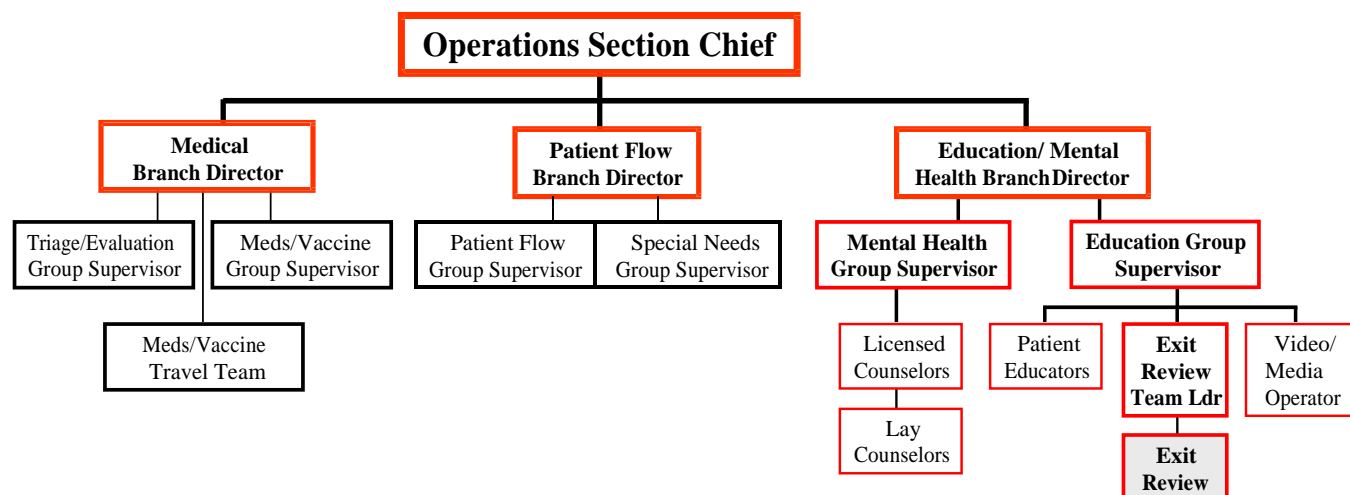 Operations Section Chief
Medical
Branch Director
Patient Flow
Branch Director
Education/ Mental
Health BranchDirector
Triage/Evaluation
Group Supervisor
Meds/Vaccine
Group Supervisor
Patient Flow
Group Supervisor
Special Needs
Group Supervisor
Mental Health
Group Supervisor
Education Group
Supervisor
Meds/Vaccine
Travel Team
Licensed
Counselors
Patient
Educators
Exit
Review
Team Ldr
Video/
Media
Operator
Lay
Counselors
Exit
Review